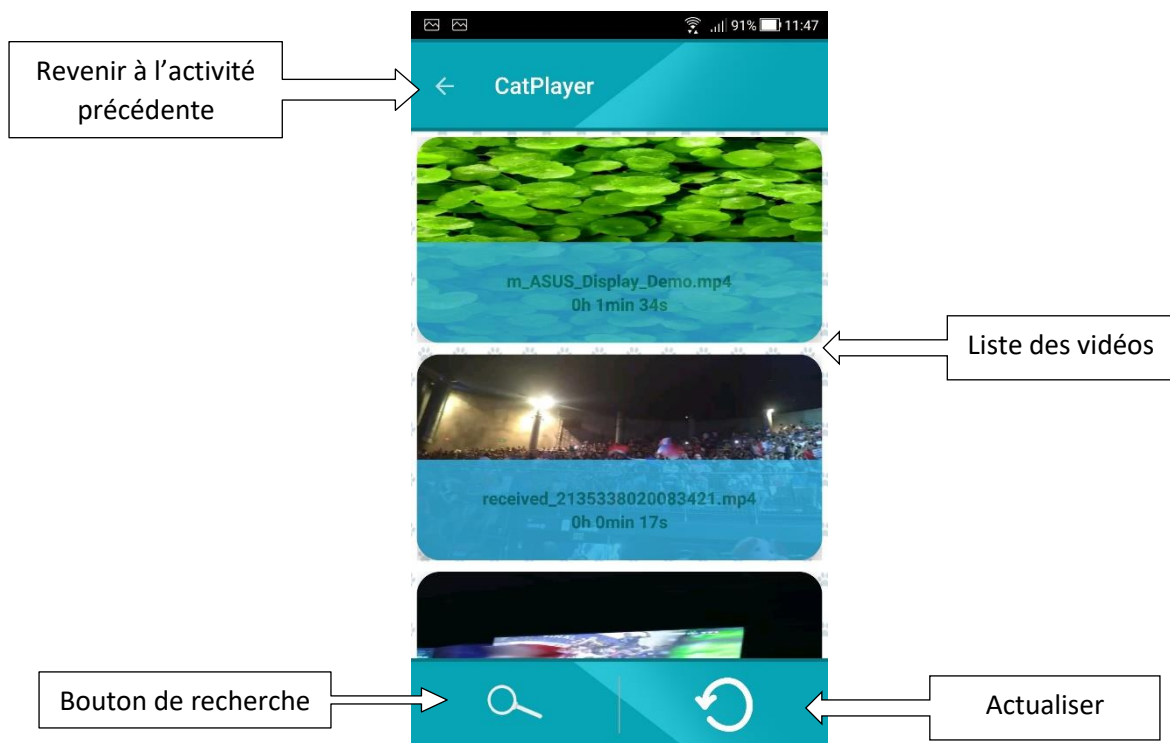 91% 11:47
Revenir à l’activité
précédente
CatPlayer
m_ASUS_Display_Demo.mp4
0h 1min 34s
Liste des vidéos
received_2135338020083421.mp4
0h 0min 17s
Bouton de recherche
Actualiser